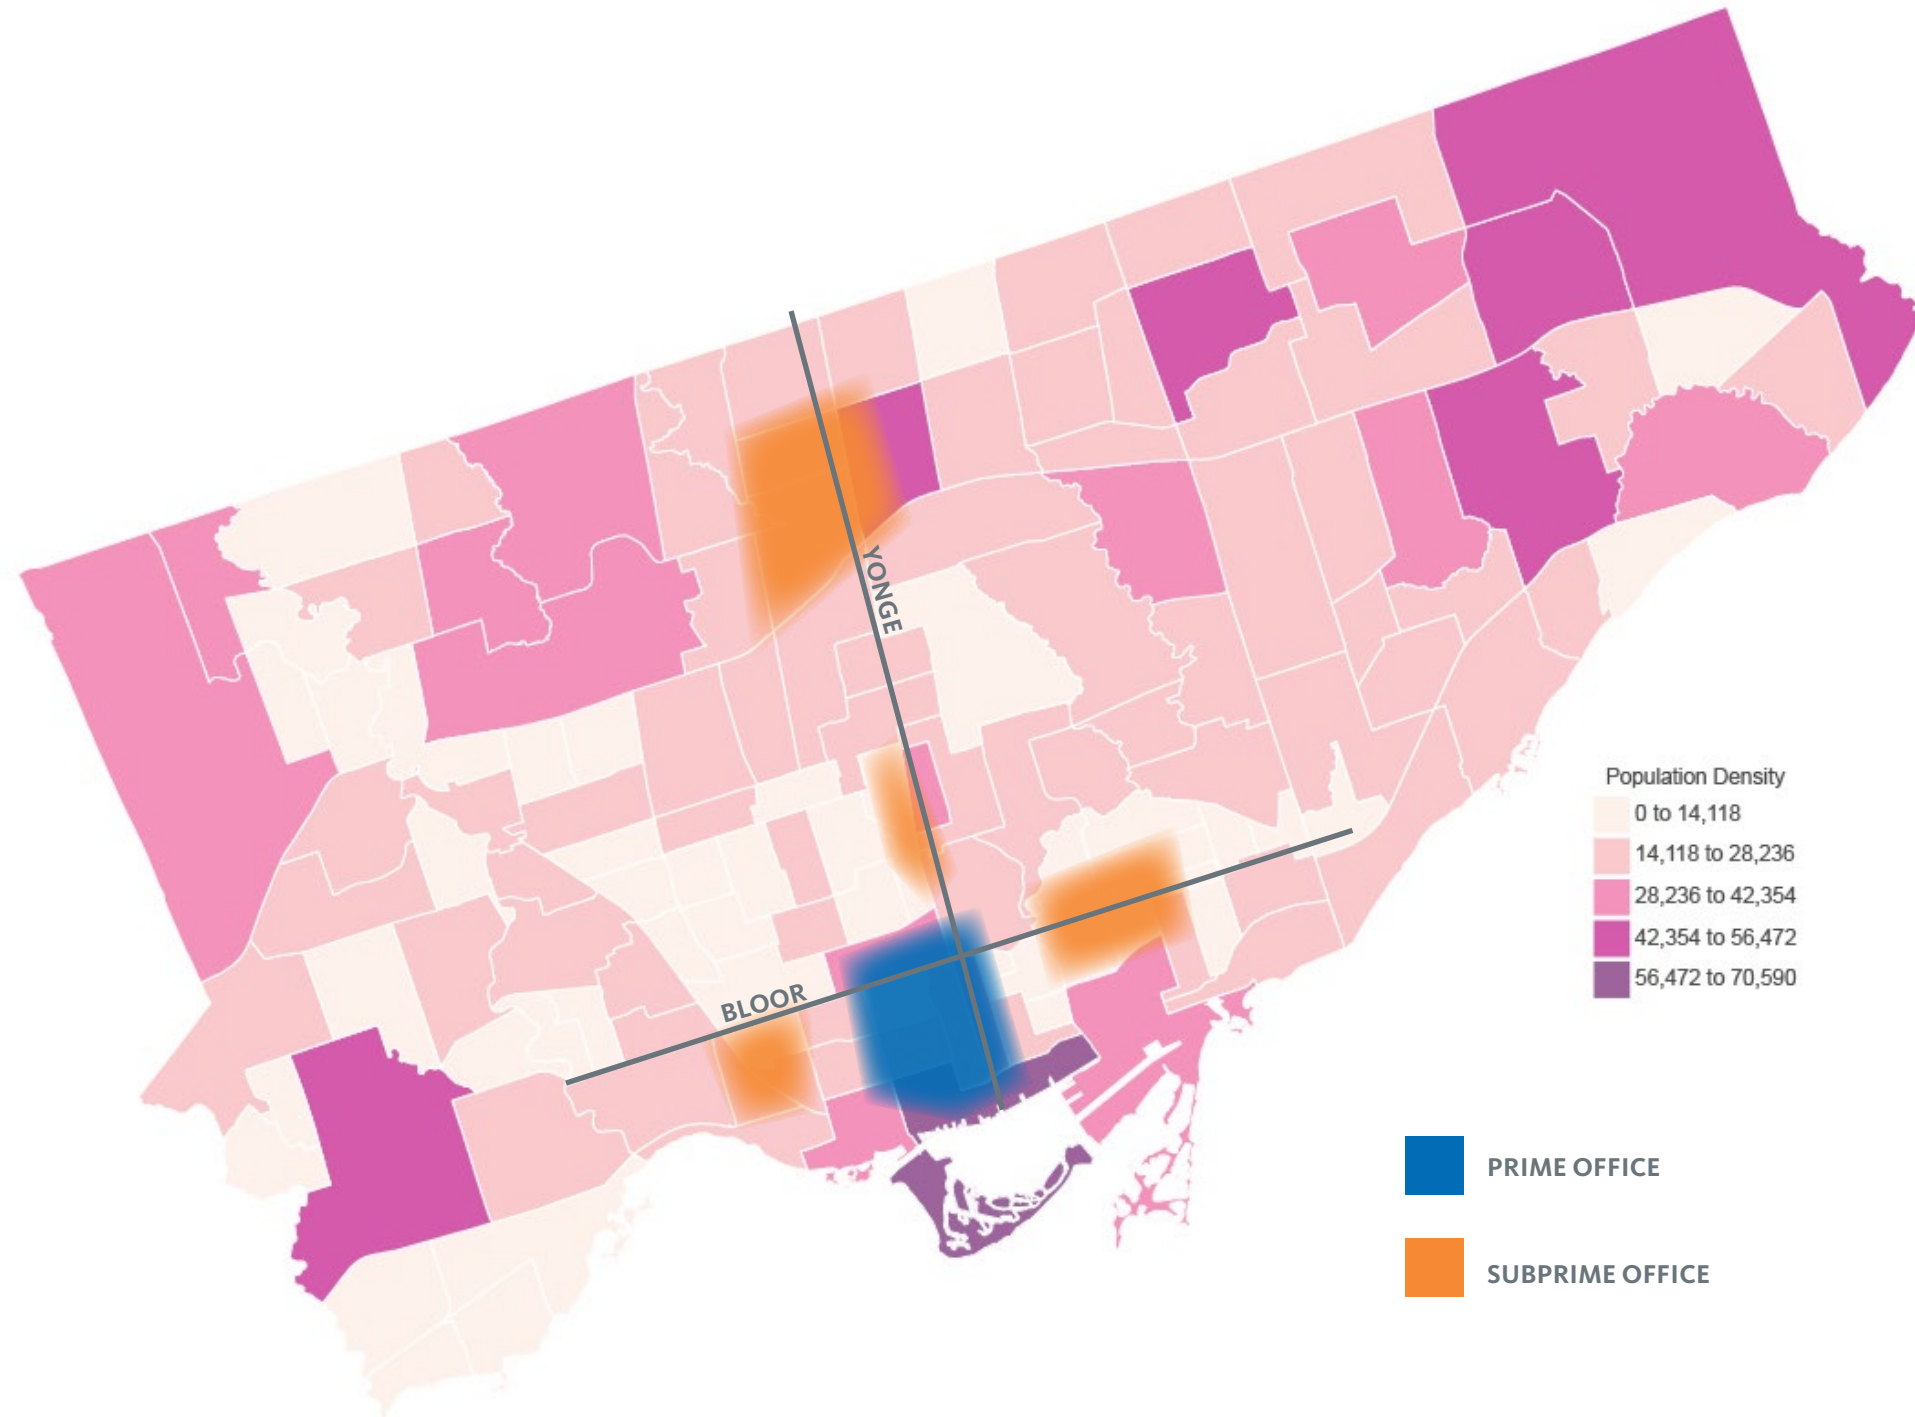 YONGE
BLOOR
Population Density
0 to 14,118
14,118 to 28,236
28,236 to 42,354
42,354 to 56,472
56,472 to 70,590
PRIME OFFICE
SUBPRIME OFFICE